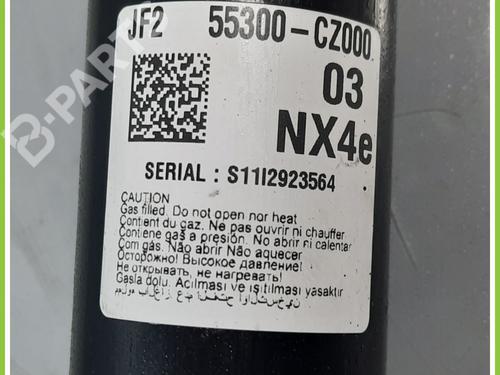 JF2 55300-CZ000
03
NX4e
SERIAL : S11I2923564
CAUTION
Gas filled. Do not open nor heat
Contient du gaz. Ne pas ouvrir ni chauffer
Contiene gas a presión. No abrir ni calentar
Com gás. Não abrir Não aquecer
Осторожно! Высокое давление!
Не открывать, не нагревать!
Gasla dolu. Acılması ve ısıtılması yasaktır